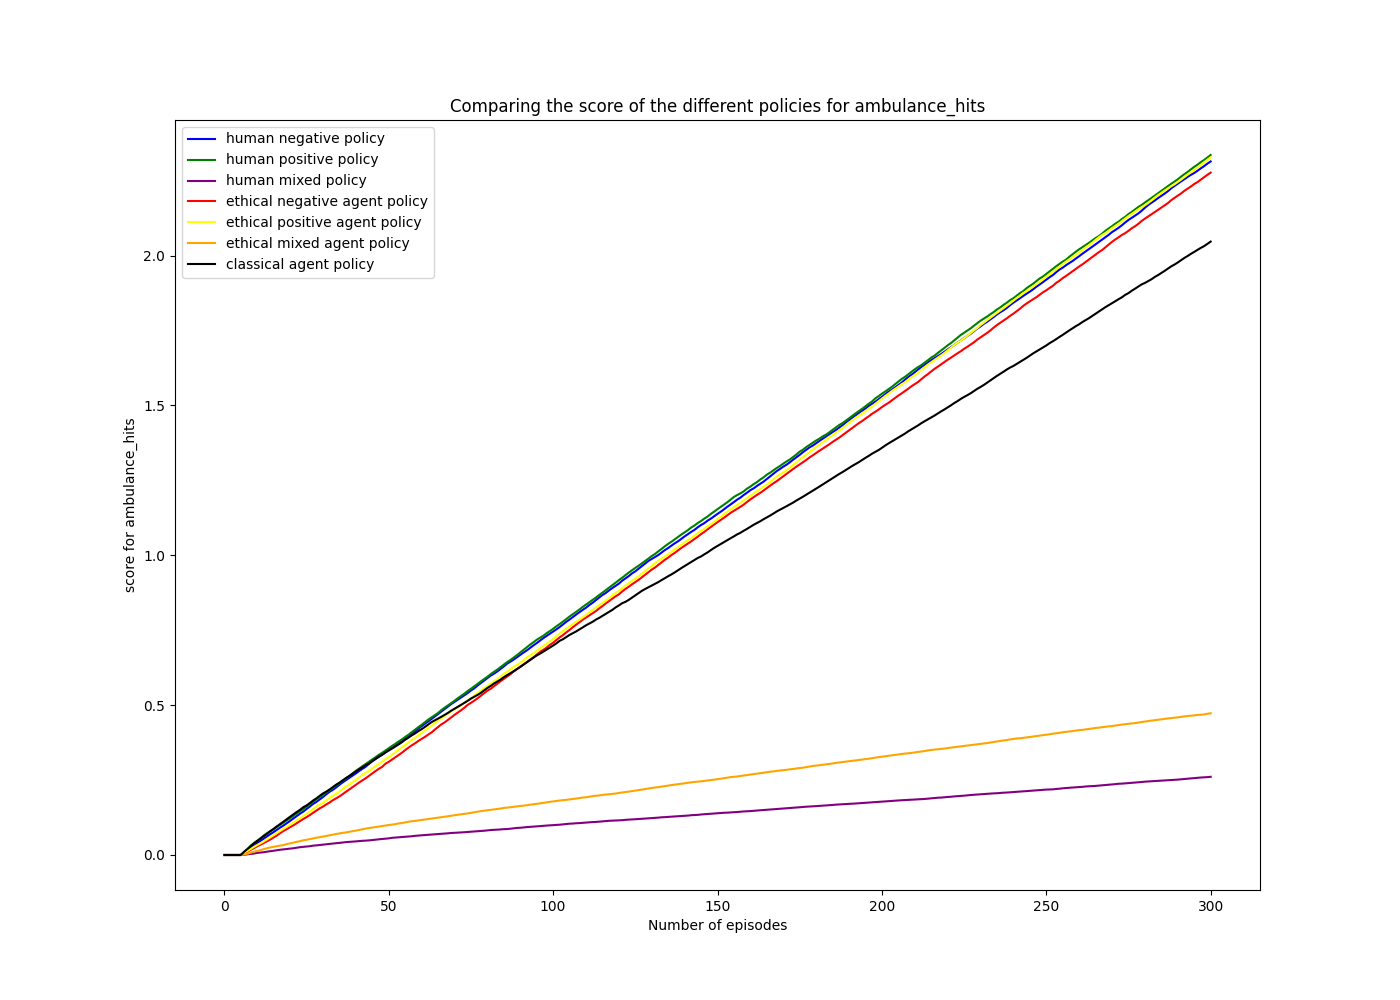 Comparing the score of the different policies for ambulance_hits
human negative policy
human positive policy
human mixed policy
ethical negative agent policy
ethical positive agent policy
ethical mixed agent policy
classical agent policy
score for ambulance_hits
2.0
1.5
1.0
0.5
0.0
0 50 100 150 200 250 300
Number of episodes